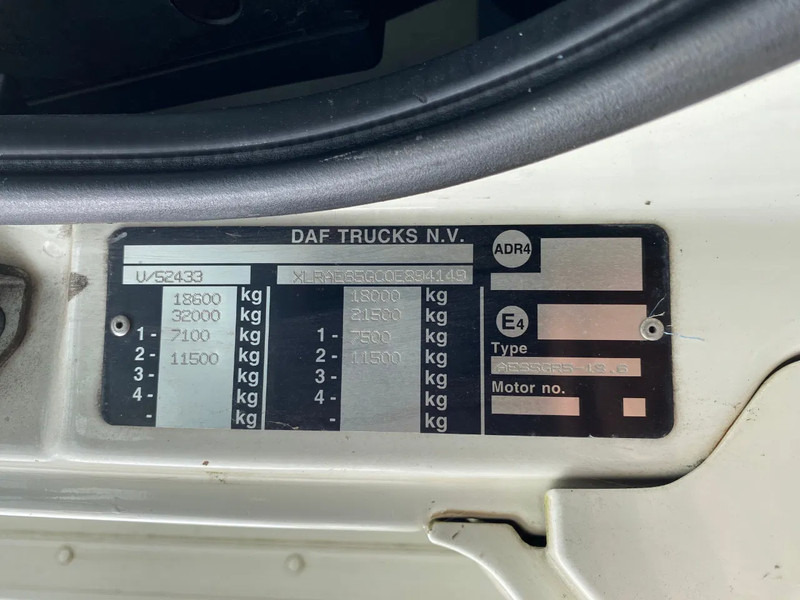 DAF TRUCKS N.V.
ADR4
V/52433 XLRAE65GC0E894149
18600 kg 18000 kg
32000 kg 21500 kg
1 - 7100 kg 1 - 7500 kg
2 - 11500 kg 2 - 11500 kg
3 - kg 3 - kg
4 - kg 4 - kg
- kg - kg
E4
Type
Motor no.